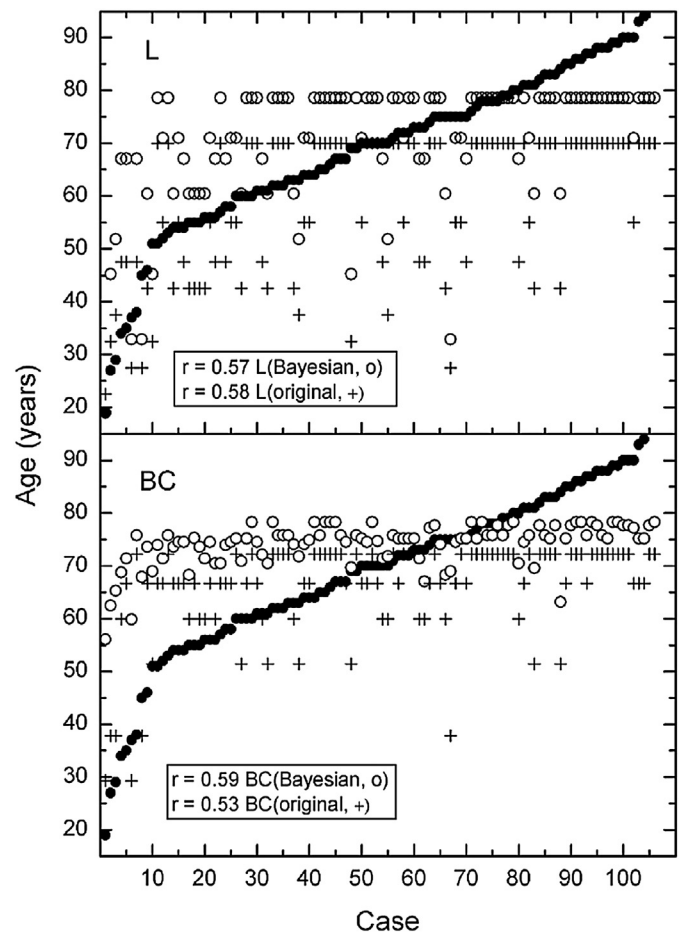 L
90
80
70
60
50
40
30
20
r = 0.57 L(Bayesian, o)
r = 0.58 L(original, +)
Age (years)
BC
90
80
70
60
50
40
30
20
r = 0.59 BC(Bayesian, o)
r = 0.53 BC(original, +)
10 20 30 40 50 60 70 80 90 100
Case